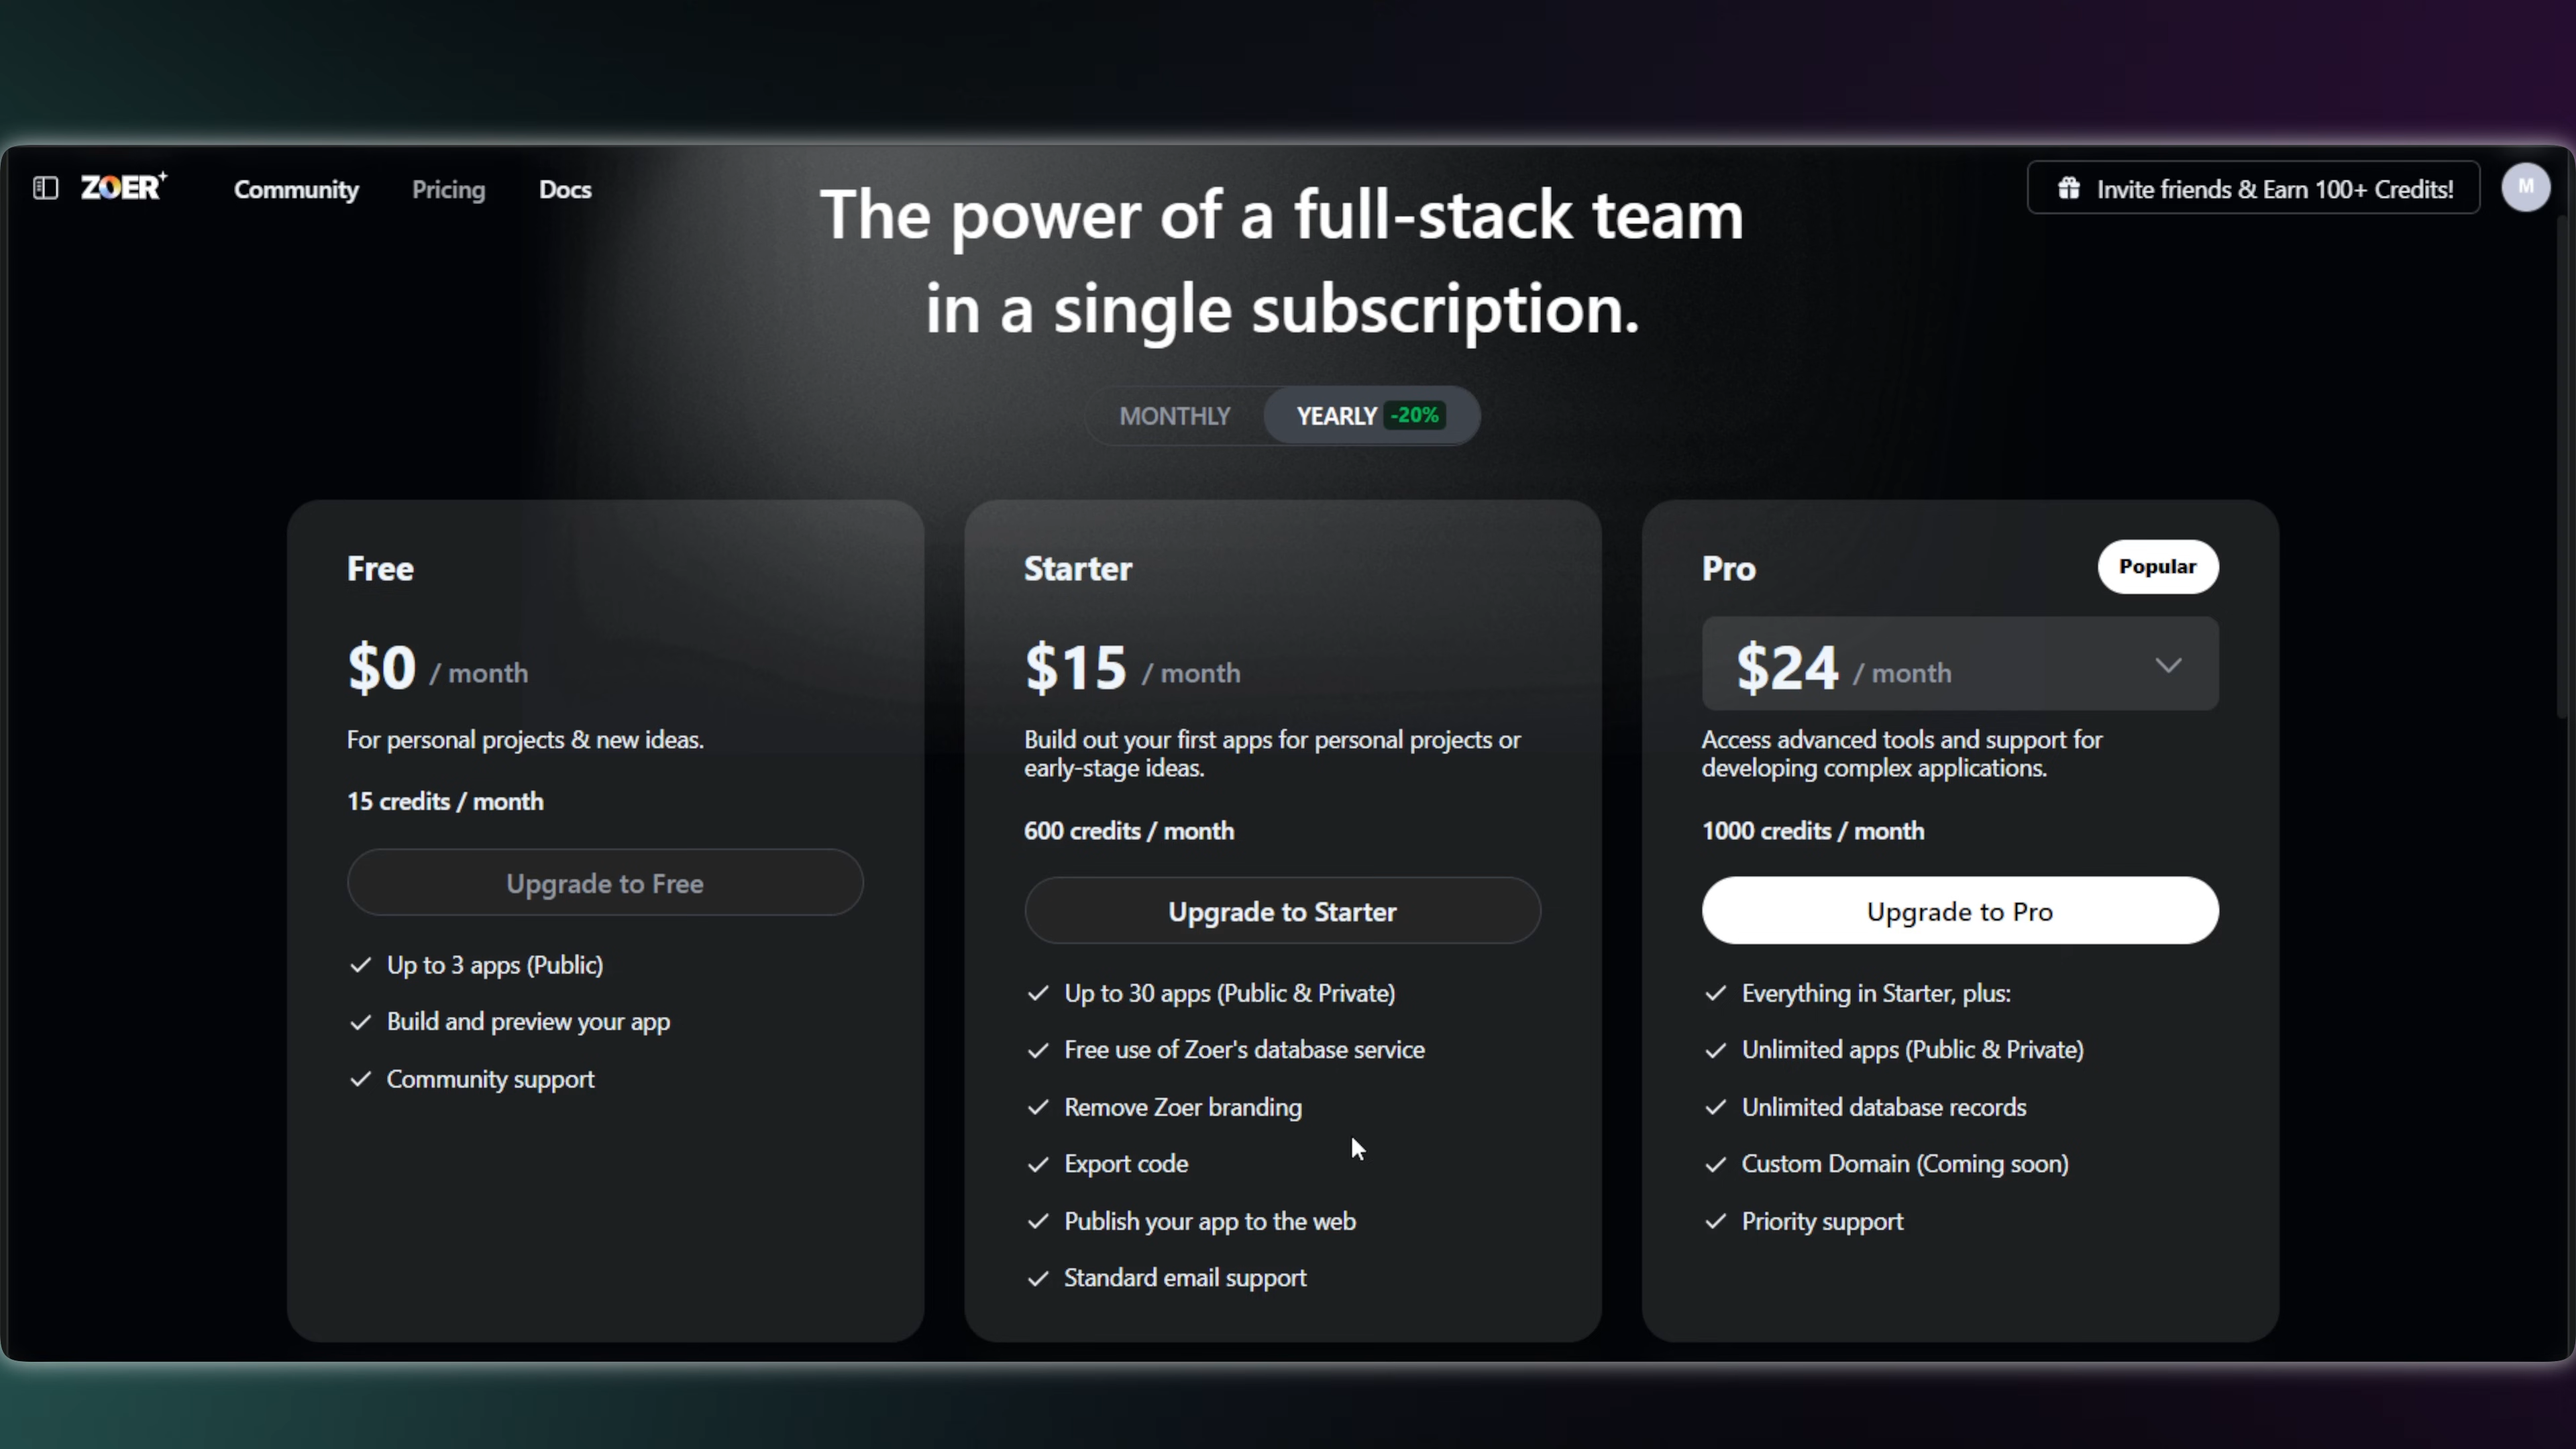 ZOER
Community
Pricing
Docs
Invite friends & Earn 100+ Credits!
M
The power of a full-stack team
in a single subscription.
MONTHLY
YEARLY -20%
Free
$0 / month
For personal projects & new ideas.
15 credits / month
Upgrade to Free
Up to 3 apps (Public)
Build and preview your app
Community support
Starter
$15 / month
Build out your first apps for personal projects or
early-stage ideas.
600 credits / month
Upgrade to Starter
Up to 30 apps (Public & Private)
Free use of Zoer's database service
Remove Zoer branding
Export code
Publish your app to the web
Standard email support
Pro
Popular
$24 / month
Access advanced tools and support for
developing complex applications.
1000 credits / month
Upgrade to Pro
Everything in Starter, plus:
Unlimited apps (Public & Private)
Unlimited database records
Custom Domain (Coming soon)
Priority support